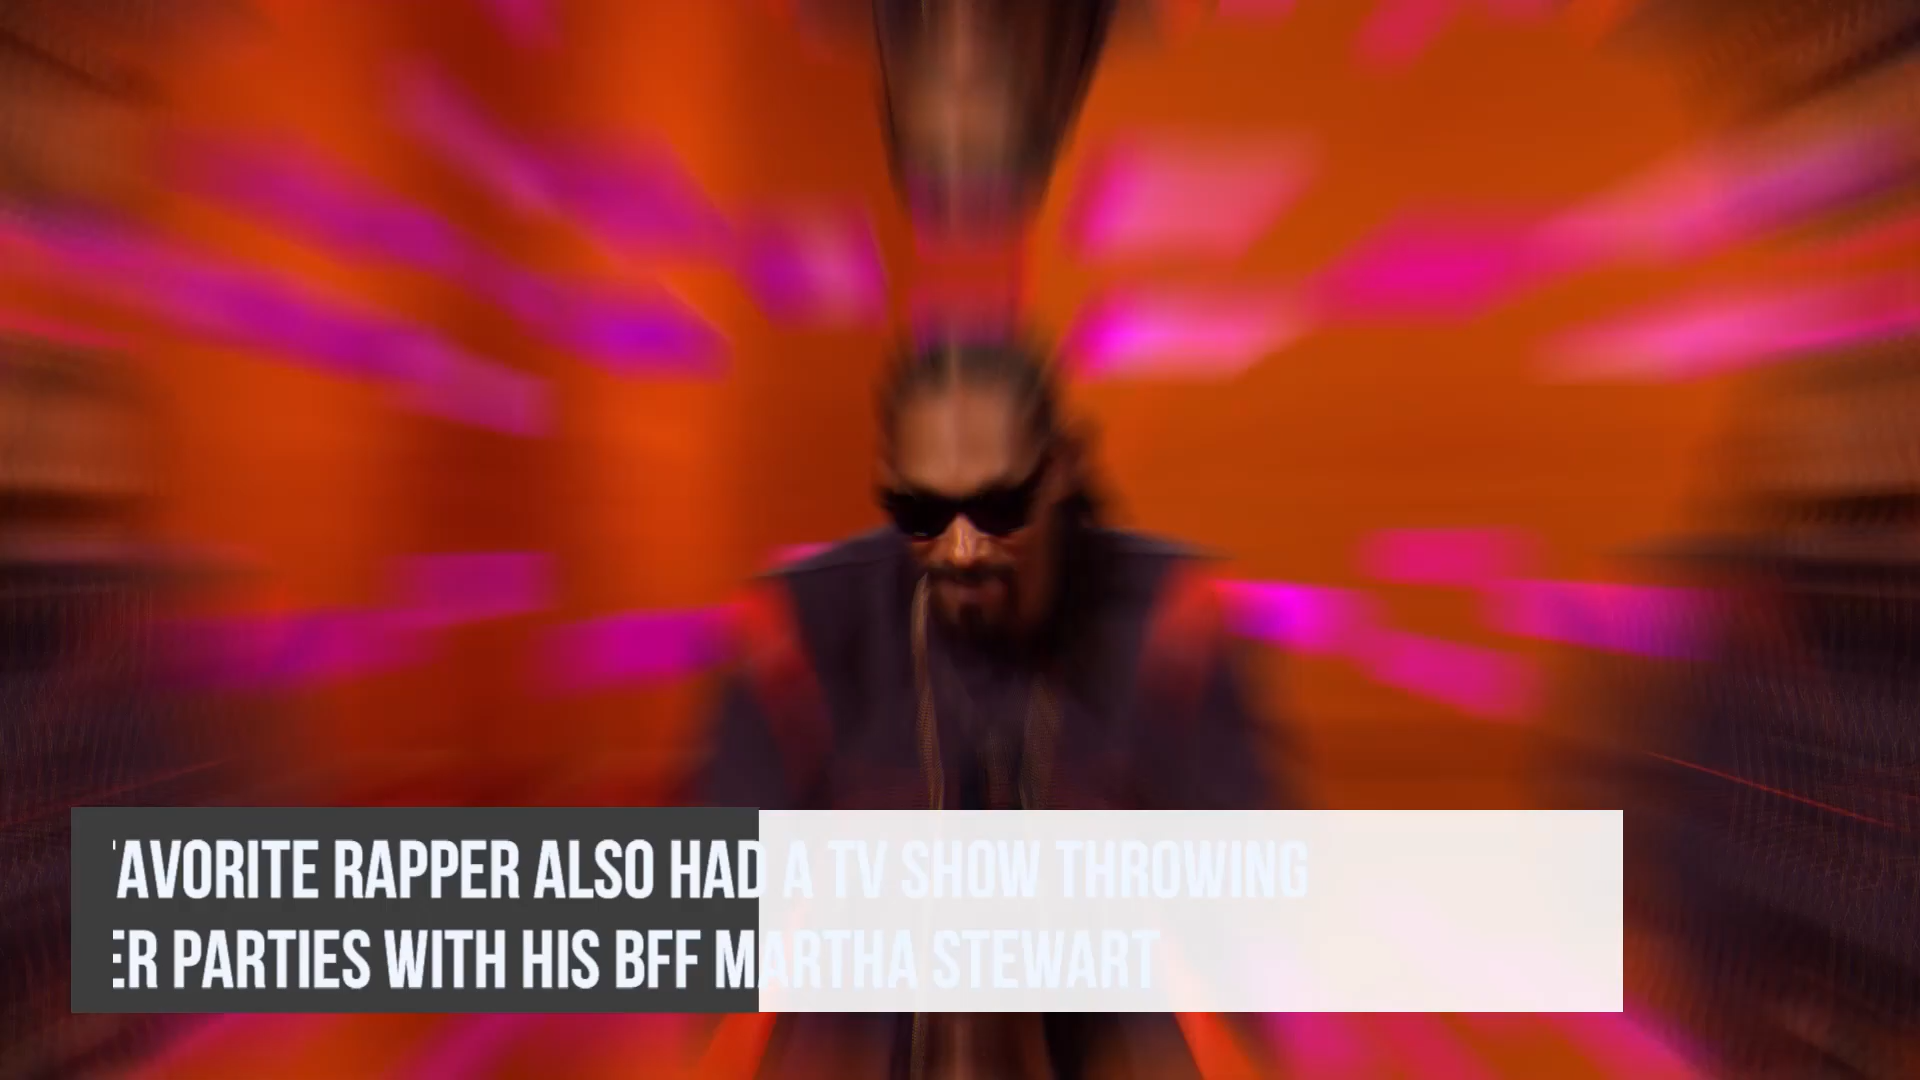 AVORITE RAPPER ALSO HAD A TV SHOW THROWING
ER PARTIES WITH HIS BFF MARTHA STEWART